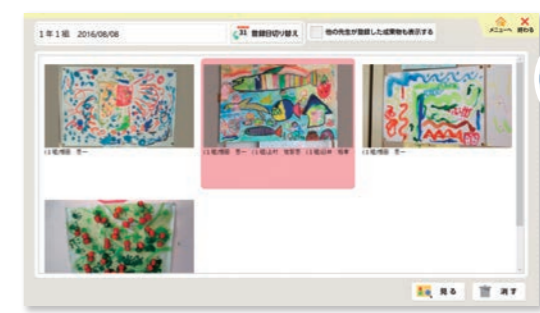 1年1組 2016/08/08
31 登録日切り替え
他の先生が登録した成果物も表示する
メニューへ 終わる
見る
消す